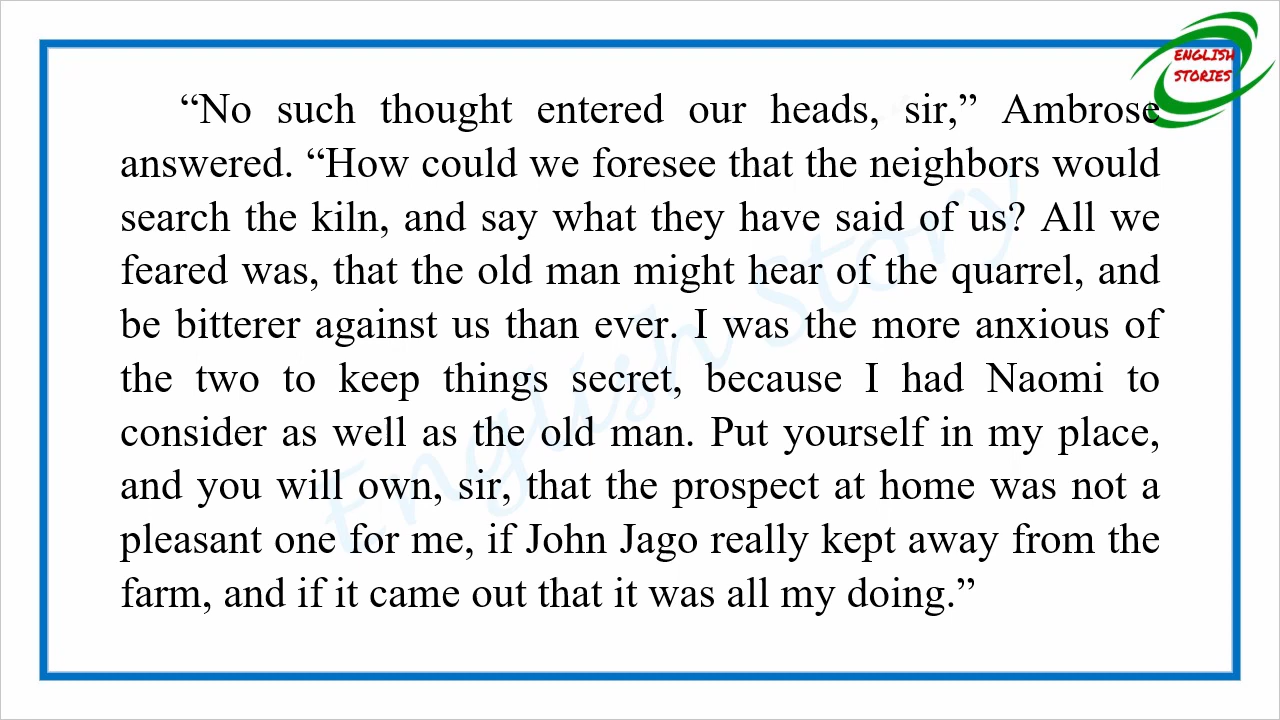 ENGLISH
STORIES
“No such thought entered our heads, sir,” Ambrose
answered. “How could we foresee that the neighbors would
search the kiln, and say what they have said of us? All we
feared was, that the old man might hear of the quarrel, and
be bitterer against us than ever. I was the more anxious of
the two to keep things secret, because I had Naomi to
consider as well as the old man. Put yourself in my place,
and you will own, sir, that the prospect at home was not a
pleasant one for me, if John Jago really kept away from the
farm, and if it came out that it was all my doing.”
English Story